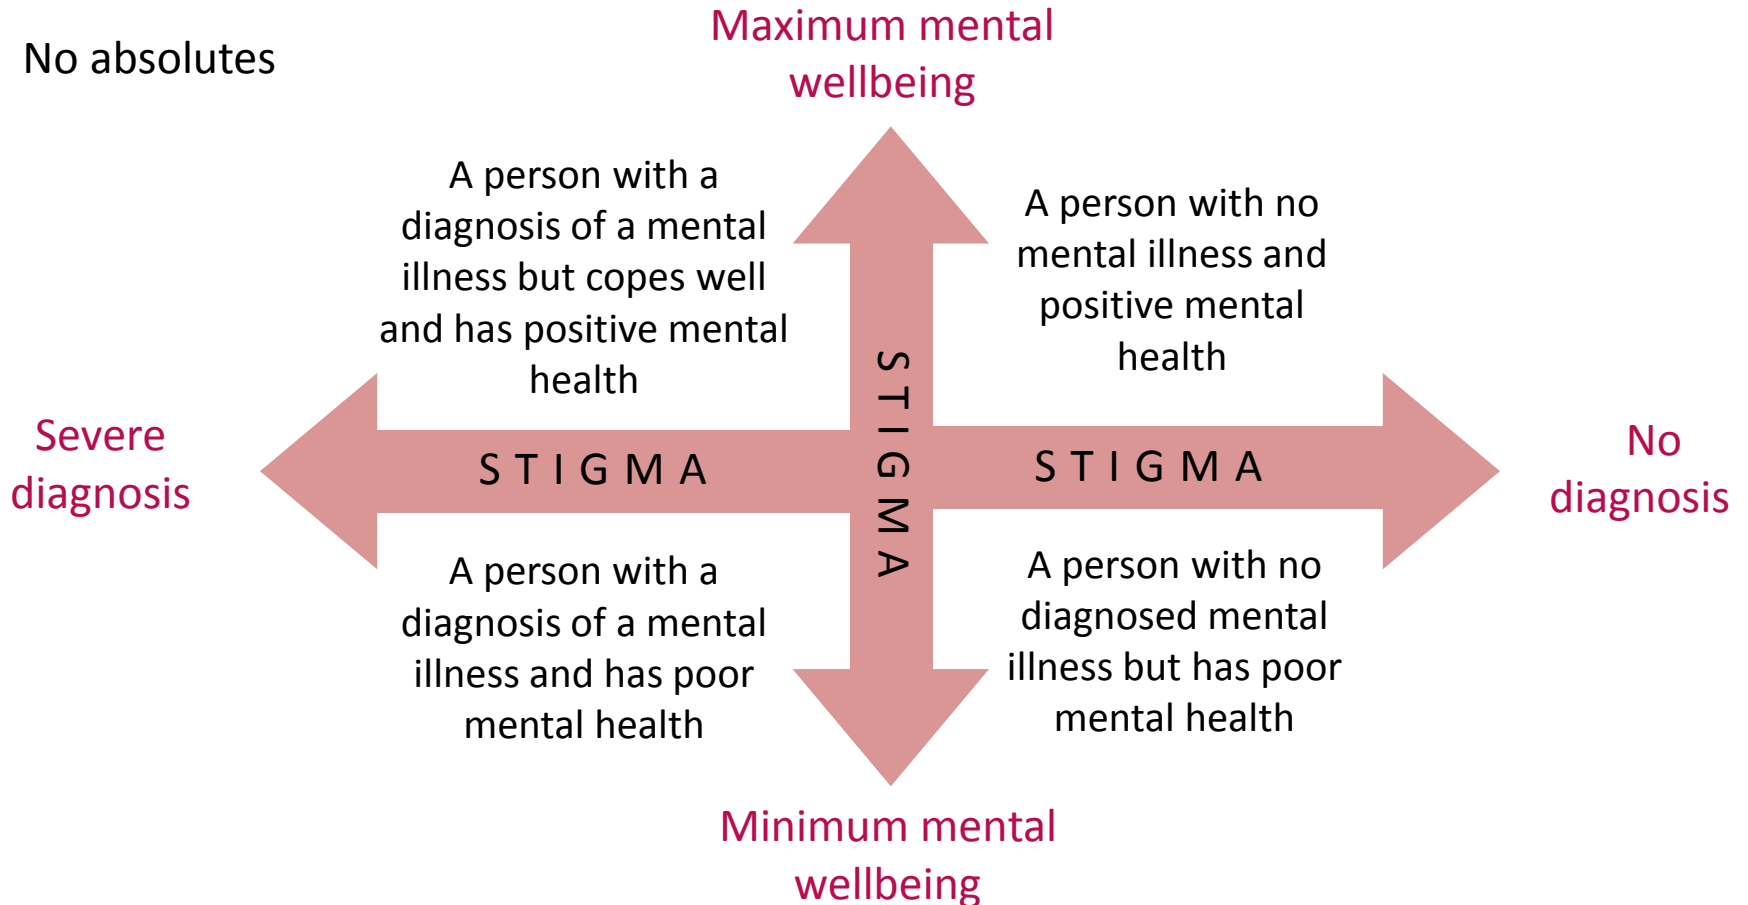 No absolutes
Maximum mental
wellbeing
A person with a
diagnosis of a mental
illness but copes well
and has positive mental
health
A person with no
mental illness and
positive mental
health
Severe
diagnosis
STIGMA
STIGMA
STIGMA
No
diagnosis
A person with a
diagnosis of a mental
illness and has poor
mental health
A person with no
diagnosed mental
illness but has poor
mental health
Minimum mental
wellbeing